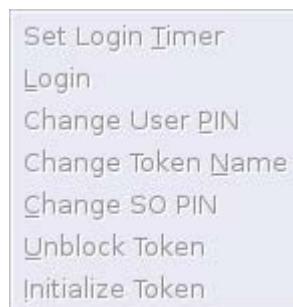 Set Login Timer
Login
Change User PIN
Change Token Name
Change SO PIN
Unblock Token
Initialize Token